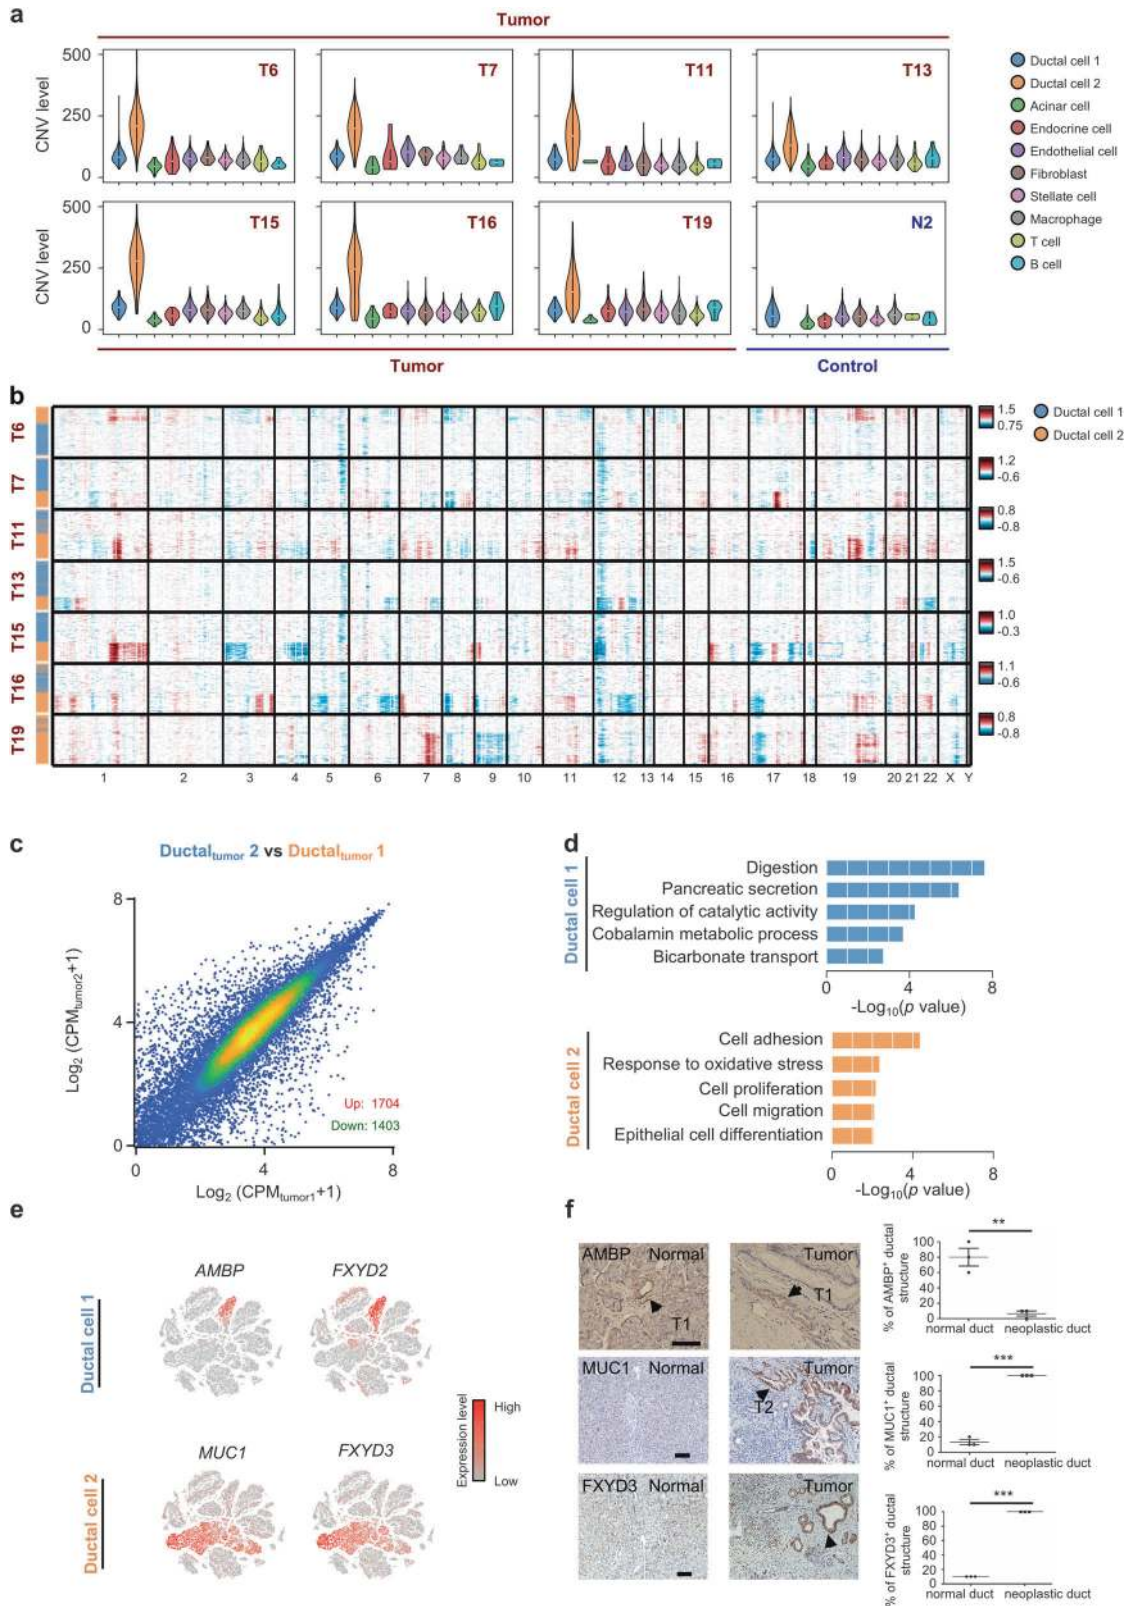 a
Tumor
500
250
0
CNV level
T6
T7
T11
T13
500
250
0
CNV level
T15
T16
T19
N2
Tumor
Control
Ductal cell 1
Ductal cell 2
Acinar cell
Endocrine cell
Endothelial cell
Fibroblast
Stellate cell
Macrophage
T cell
B cell
b
T6
T7
T11
T13
T15
T16
T19
1 2 3 4 5 6 7 8 9 10 11 12 13 14 15 16 17 18 19 20 21 22 X Y
1.5
0.75
1.2
-0.6
0.8
-0.8
1.5
-0.6
1.0
-0.3
1.1
-0.6
0.8
-0.8
Ductal cell 1
Ductal cell 2
c
Ductaltumor 2 vs Ductaltumor 1
8
4
0
Log2 (CPMtumor2+1)
Up: 1704
Down: 1403
0 4 8
Log2 (CPMtumor1+1)
d
Ductal cell 1
Digestion
Pancreatic secretion
Regulation of catalytic activity
Cobalamin metabolic process
Bicarbonate transport
0 4 8
-Log10(p value)
Ductal cell 2
Cell adhesion
Response to oxidative stress
Cell proliferation
Cell migration
Epithelial cell differentiation
0 4 8
-Log10(p value)
e
Ductal cell 1
AMBP
FXYD2
Ductal cell 2
MUC1
FXYD3
Expression level
High
Low
f
AMBP Normal
T1
Tumor
T1
MUC1 Normal
Tumor
T2
FXYD3 Normal
Tumor
% of AMBP+ ductal
structure
100
80
60
40
20
0
**
normal duct neoplastic duct
% of MUC1+ ductal
structure
100
80
60
40
20
0
***
normal duct neoplastic duct
% of FXYD3+ ductal
structure
100
80
60
40
20
0
***
normal duct neoplastic duct